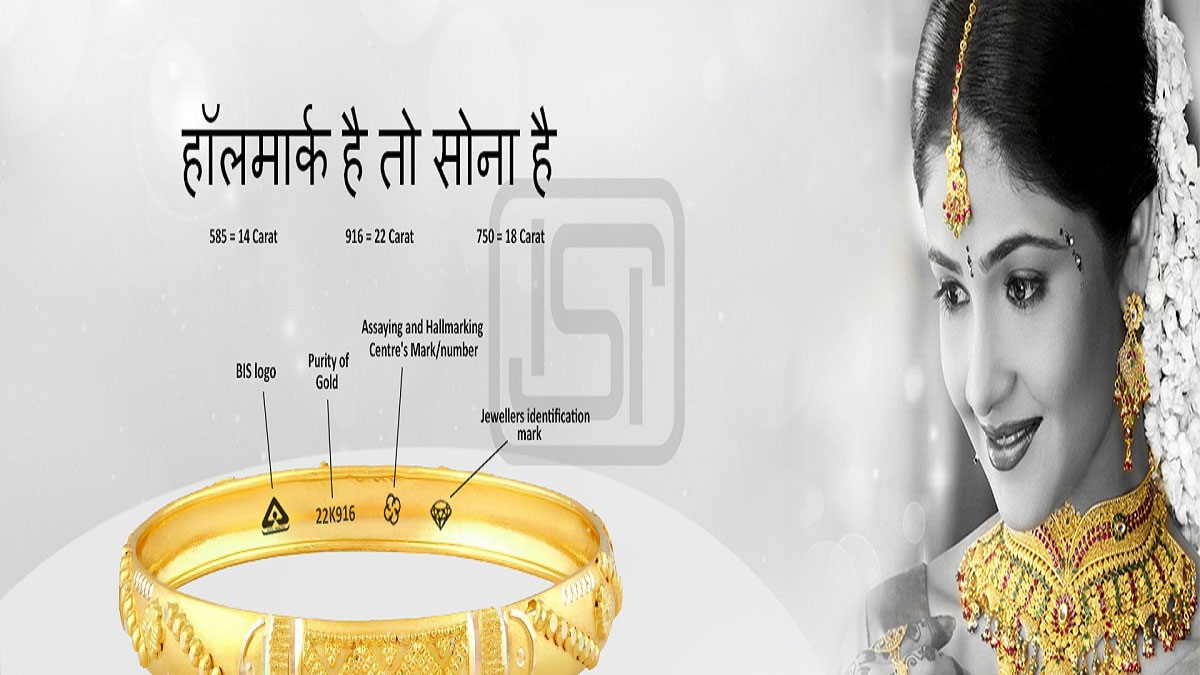 हॉलमार्क है तो सोना है
585 = 14 Carat 916 = 22 Carat 750 = 18 Carat
Assaying and Hallmarking
Centre's Mark/number
BIS logo
Purity of
Gold
Jewellers identification
mark
22K916
ISI